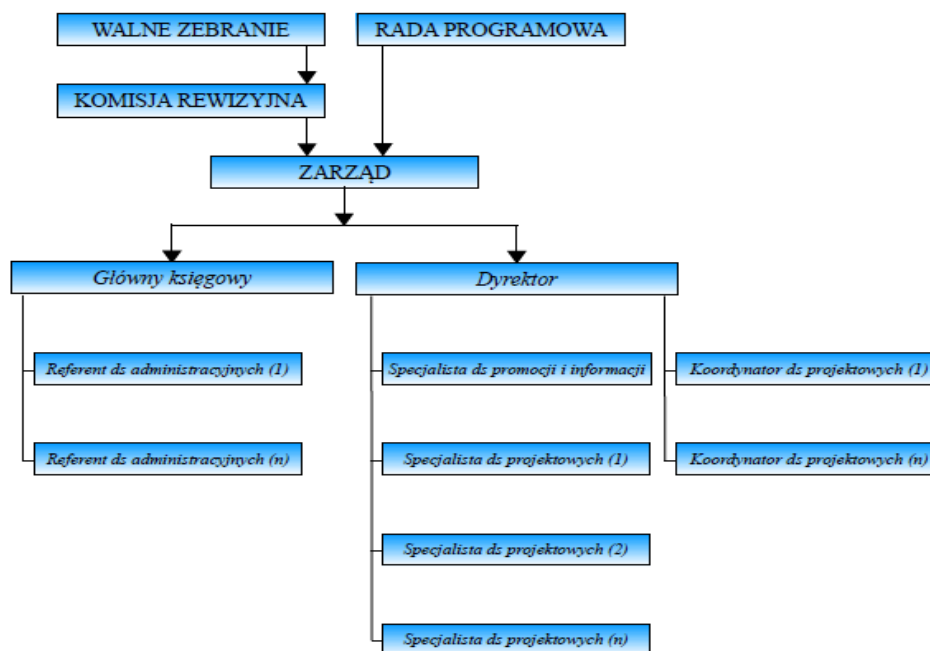 WALNE ZEBRANIE
RADA PROGRAMOWA
KOMISJA REWIZYJNA
ZARZĄD
Główny księgowy
Dyrektor
Referent ds administracyjnych (1)
Specjalista ds promocji i informacji
Koordynator ds projektowych (1)
Referent ds administracyjnych (n)
Specjalista ds projektowych (1)
Koordynator ds projektowych (n)
Specjalista ds projektowych (2)
Specjalista ds projektowych (n)